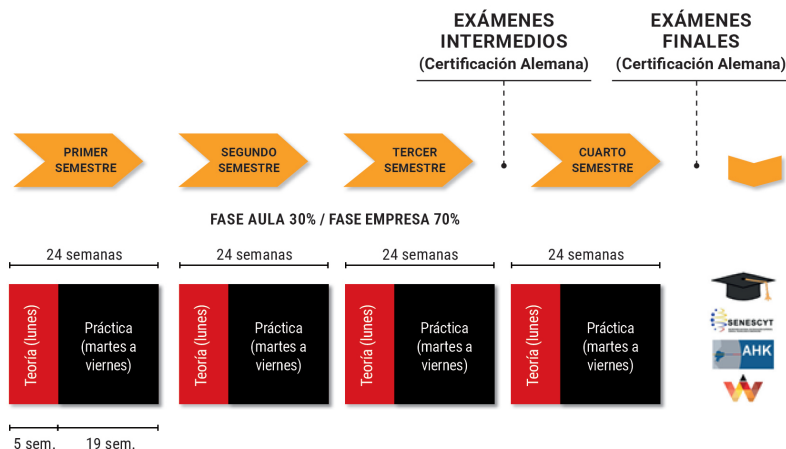 EXÁMENES
INTERMEDIOS
(Certificación Alemana)
EXÁMENES
FINALES
(Certificación Alemana)
PRIMER
SEMESTRE
SEGUNDO
SEMESTRE
TERCER
SEMESTRE
CUARTO
SEMESTRE
FASE AULA 30% / FASE EMPRESA 70%
24 semanas
24 semanas
24 semanas
24 semanas
Teoría (lunes)
Práctica
(martes a
viernes)
Teoría (lunes)
Práctica
(martes a
viernes)
Teoría (lunes)
Práctica
(martes a
viernes)
Teoría (lunes)
Práctica
(martes a
viernes)
SENESCYT
AHK
5 sem.
19 sem.